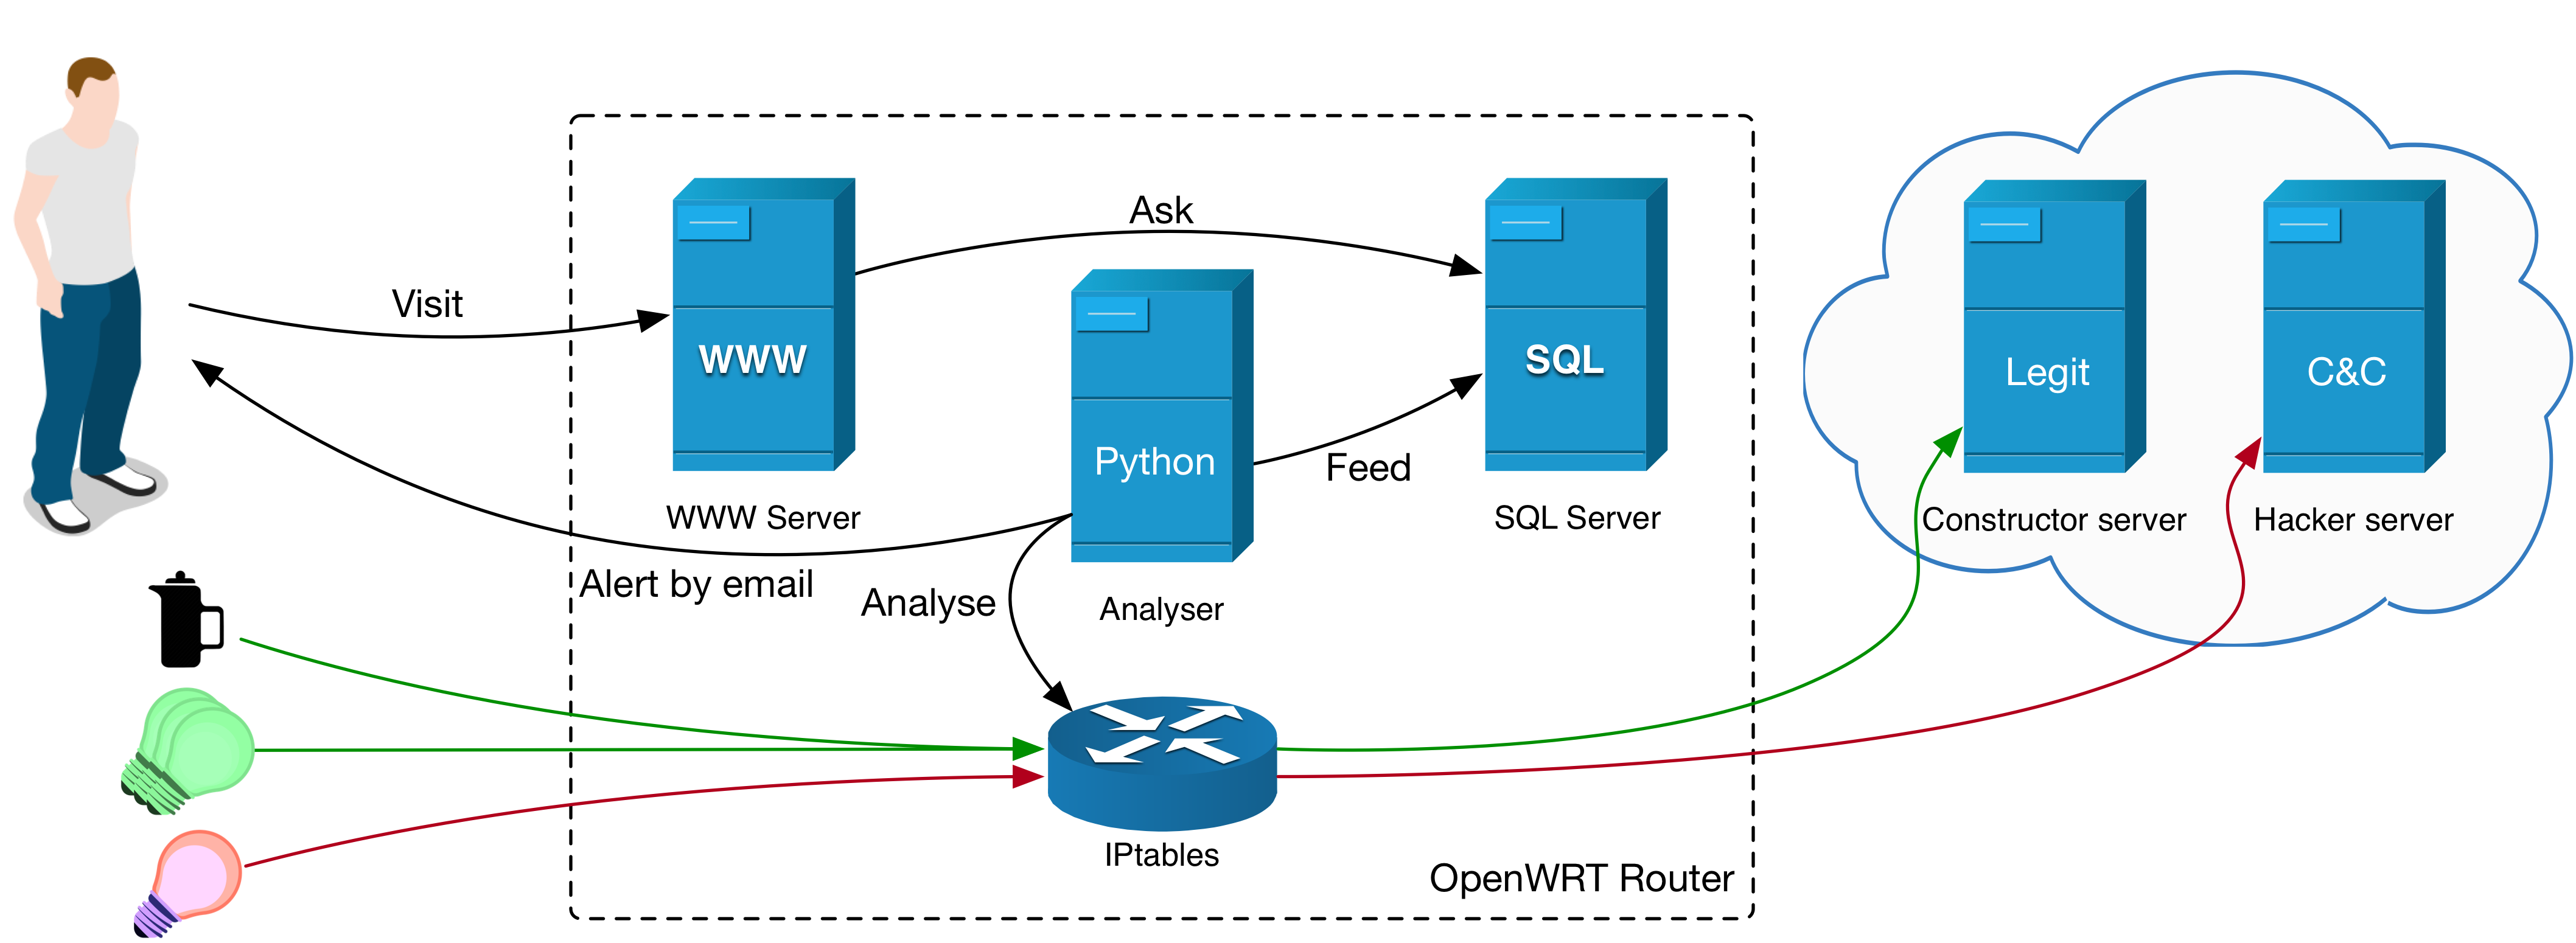 Visit
Ask
WWW
WWW Server
Python
Analyser
SQL
SQL Server
Feed
Alert by email
Analyse
IPtables
OpenWRT Router
Legit
Constructor server
C&C
Hacker server